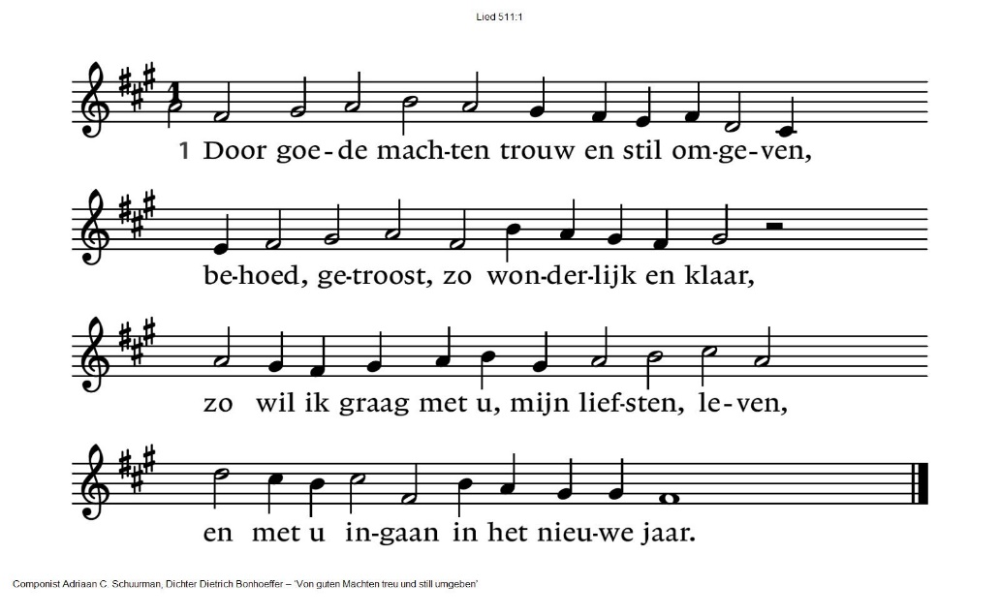 Lied 511:1
1 Door goe-de mach-ten trouw en stil om-ge-ven,
be-hoed, ge-troost, zo won-der-lijk en klaar,
zo wil ik graag met u, mijn lief-sten, le-ven,
en met u in-gaan in het nieu-we jaar.
Componist Adriaan C. Schuurman, Dichter Dietrich Bonhoeffer – 'Von guten Mächten treu und still umgeben'